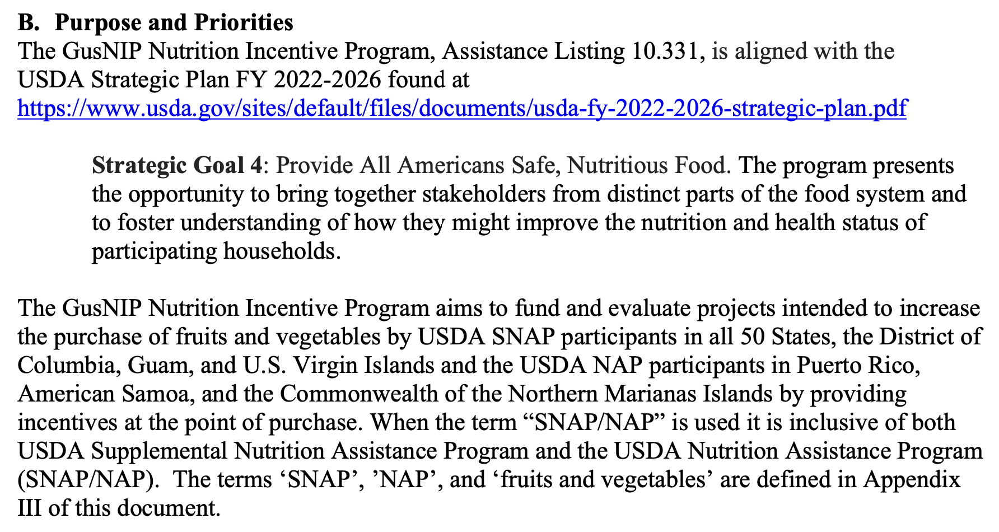 B. Purpose and Priorities
The GusNIP Nutrition Incentive Program, Assistance Listing 10.331, is aligned with the
USDA Strategic Plan FY 2022-2026 found at
https://www.usda.gov/sites/default/files/documents/usda-fy-2022-2026-strategic-plan.pdf
Strategic Goal 4: Provide All Americans Safe, Nutritious Food. The program presents
the opportunity to bring together stakeholders from distinct parts of the food system and
to foster understanding of how they might improve the nutrition and health status of
participating households.
The GusNIP Nutrition Incentive Program aims to fund and evaluate projects intended to increase
the purchase of fruits and vegetables by USDA SNAP participants in all 50 States, the District of
Columbia, Guam, and U.S. Virgin Islands and the USDA NAP participants in Puerto Rico,
American Samoa, and the Commonwealth of the Northern Marianas Islands by providing
incentives at the point of purchase. When the term “SNAP/NAP” is used it is inclusive of both
USDA Supplemental Nutrition Assistance Program and the USDA Nutrition Assistance Program
(SNAP/NAP).  The terms ‘SNAP’, ’NAP’, and ‘fruits and vegetables’ are defined in Appendix
III of this document.